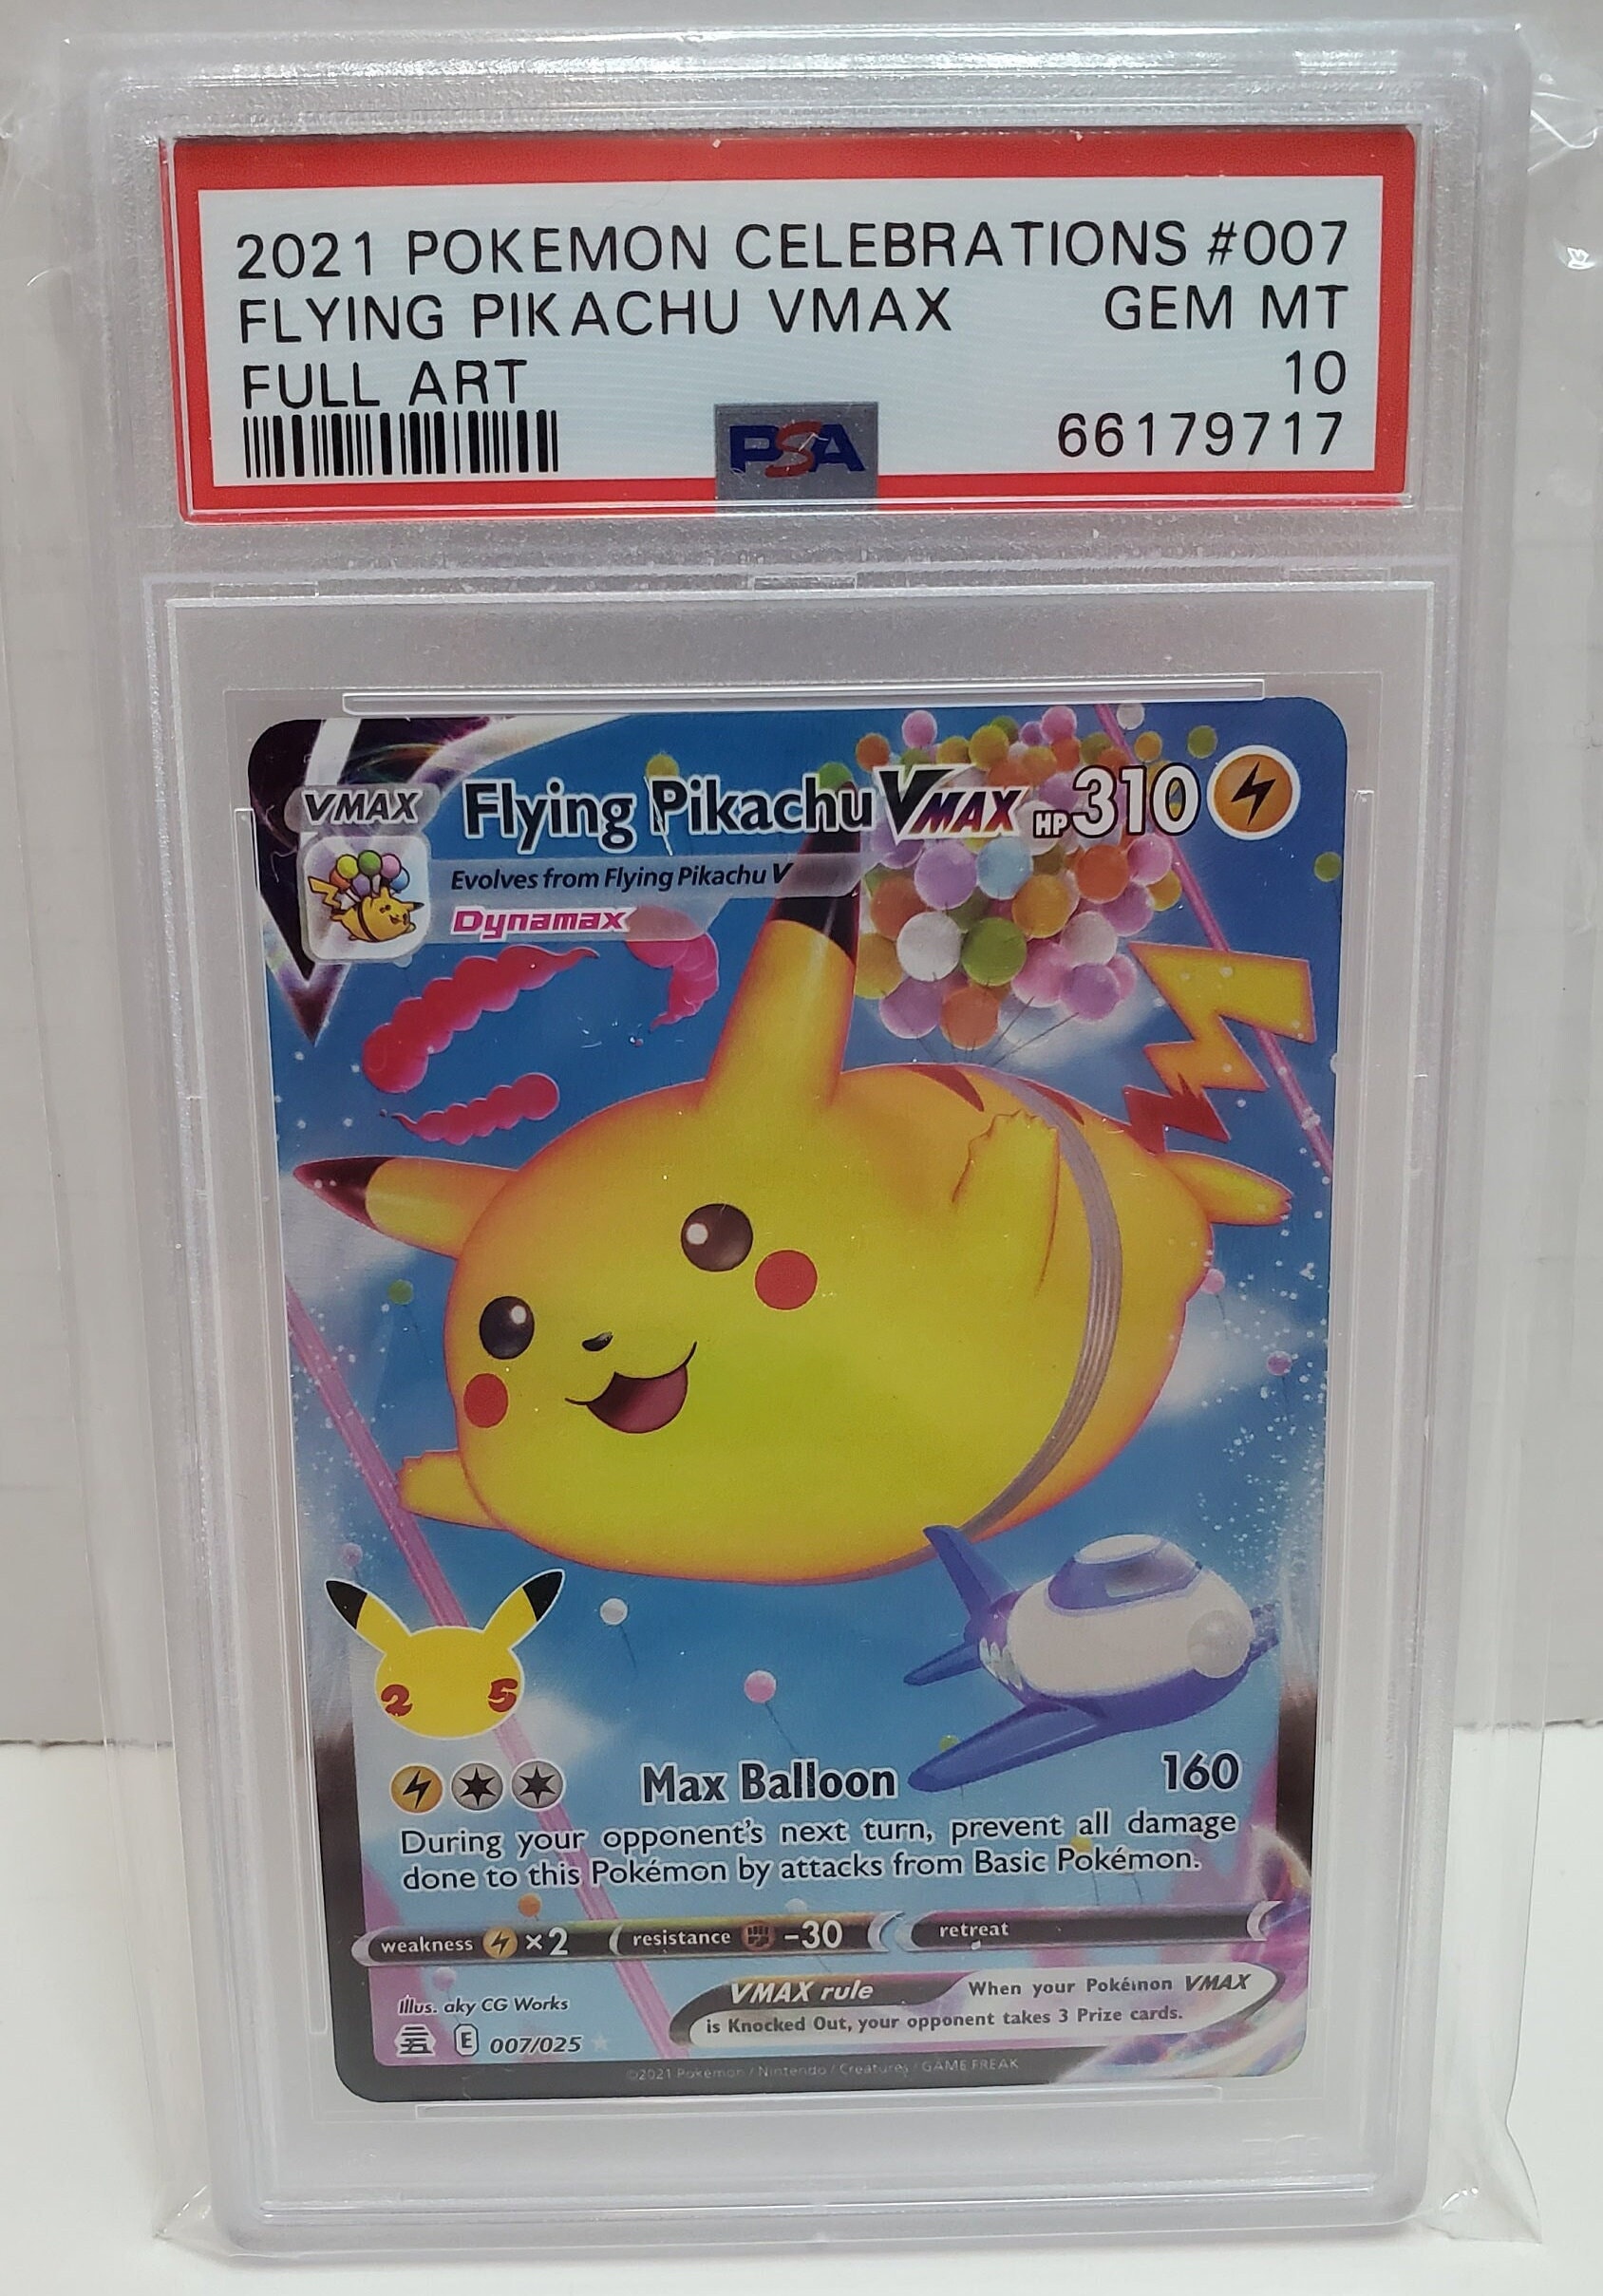 2021 POKEMON CELEBRATIONS #007
FLYING PIKACHU VMAX GEM MT
FULL ART 10
PSA 66179717
VMAX Flying Pikachu VMAX HP 310
Evolves from Flying Pikachu V
Dynamax
25
Max Balloon 160
During your opponent's next turn, prevent all damage
done to this Pokémon by attacks from Basic Pokémon.
weakness ×2 resistance -30 retreat
VMAX rule When your Pokémon VMAX
is Knocked Out, your opponent takes 3 Prize cards.
Illus. aky CG Works
E 007/025
©2021 Pokémon / Nintendo / Creatures / GAME FREAK